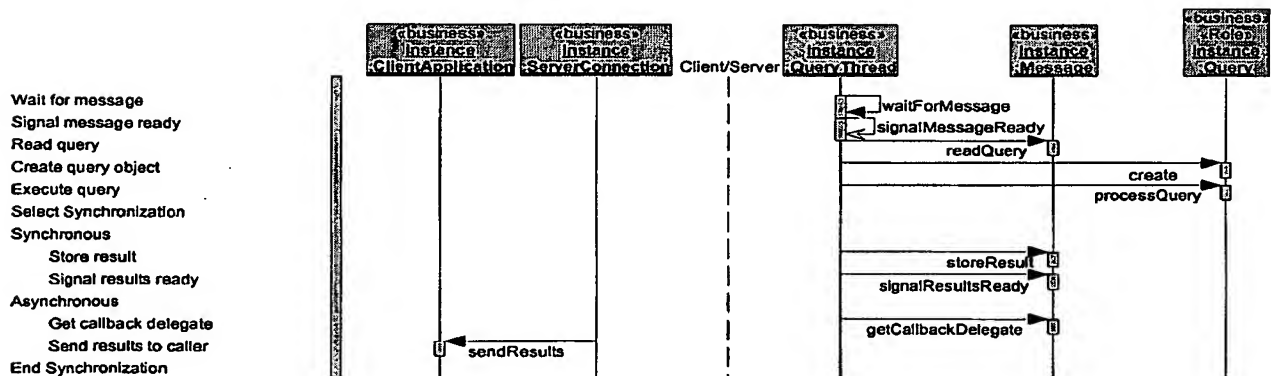 «business»
Instance
:ClientApplication
«business»
Instance
:ServerConnection
Client/Server
«business»
Instance
:QueryThread
«business»
Instance
:Message
«business»
«Role»
Instance
:Query
Wait for message
Signal message ready
Read query
Create query object
Execute query
Select Synchronization
Synchronous
Store result
Signal results ready
Asynchronous
Get callback delegate
Send results to caller
End Synchronization
waitForMessage
signalMessageReady
readQuery
create
processQuery
storeResult
signalResultsReady
getCallbackDelegate
sendResults